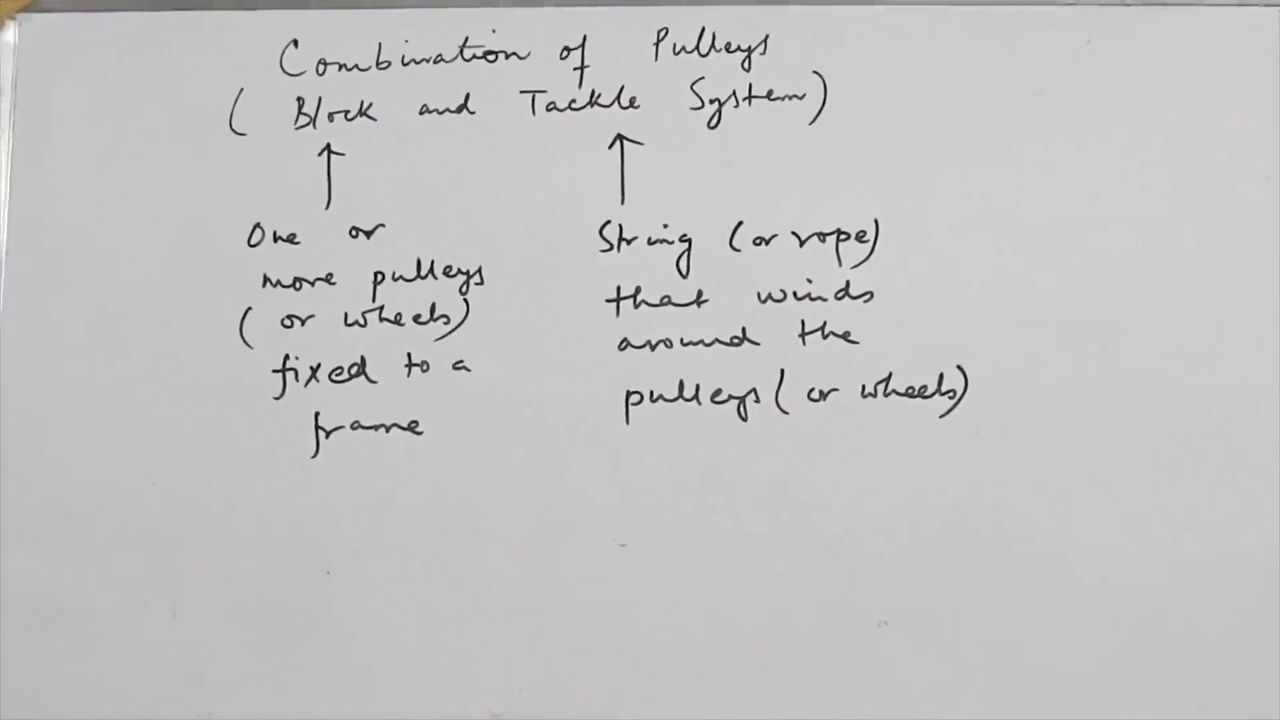 Combination of Pulleys
( Block and Tackle System)
One or
more pulleys
( or wheels)
fixed to a
frame
String (or rope)
that winds
around the
pulleys ( or wheels)